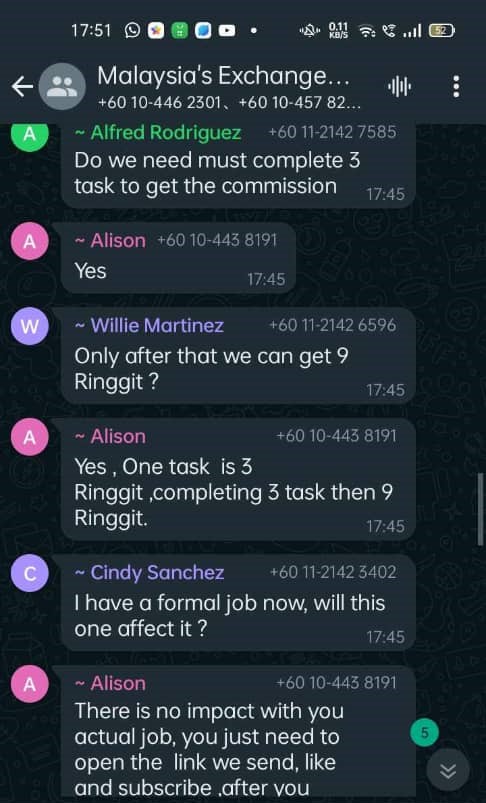 17:51
0.11
KB/S
52
Malaysia's Exchange...
+60 10-446 2301、+60 10-457 82...
A
~ Alfred Rodriguez +60 11-2142 7585
Do we need must complete 3
task to get the commission
17:45
A
~ Alison +60 10-443 8191
Yes
17:45
W
~ Willie Martinez +60 11-2142 6596
Only after that we can get 9
Ringgit ?
17:45
A
~ Alison +60 10-443 8191
Yes , One task is 3
Ringgit ,completing 3 task then 9
Ringgit.
17:45
C
~ Cindy Sanchez +60 11-2142 3402
I have a formal job now, will this
one affect it ?
17:45
A
~ Alison +60 10-443 8191
There is no impact with you
actual job, you just need to
open the link we send, like
and subscribe ,after you
5